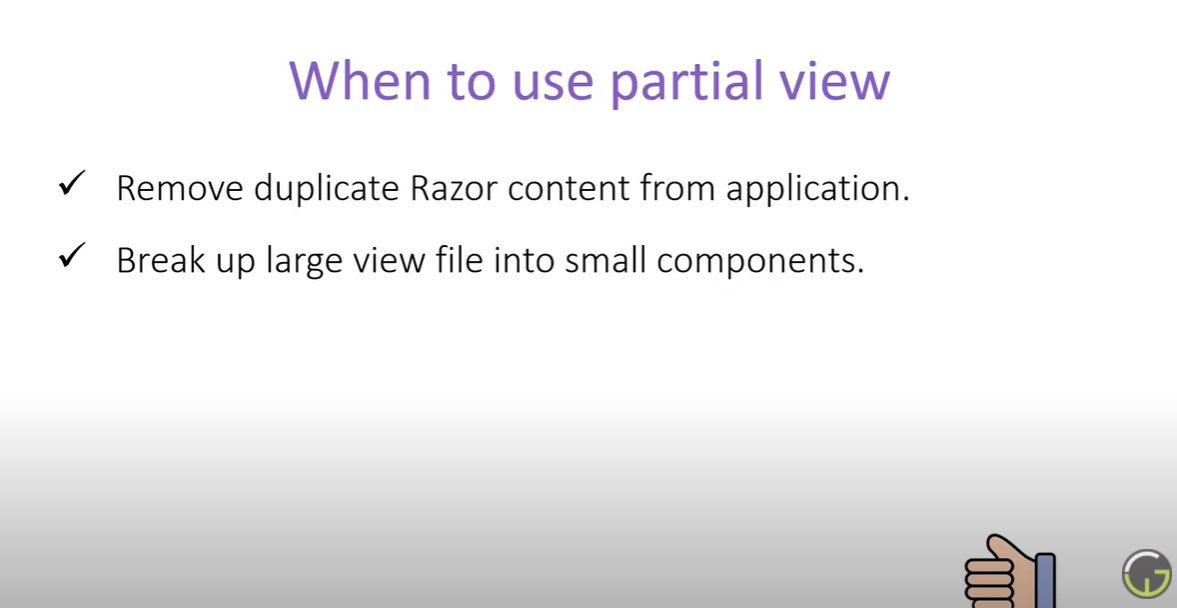 When to use partial view
✓ Remove duplicate Razor content from application.
✓ Break up large view file into small components.